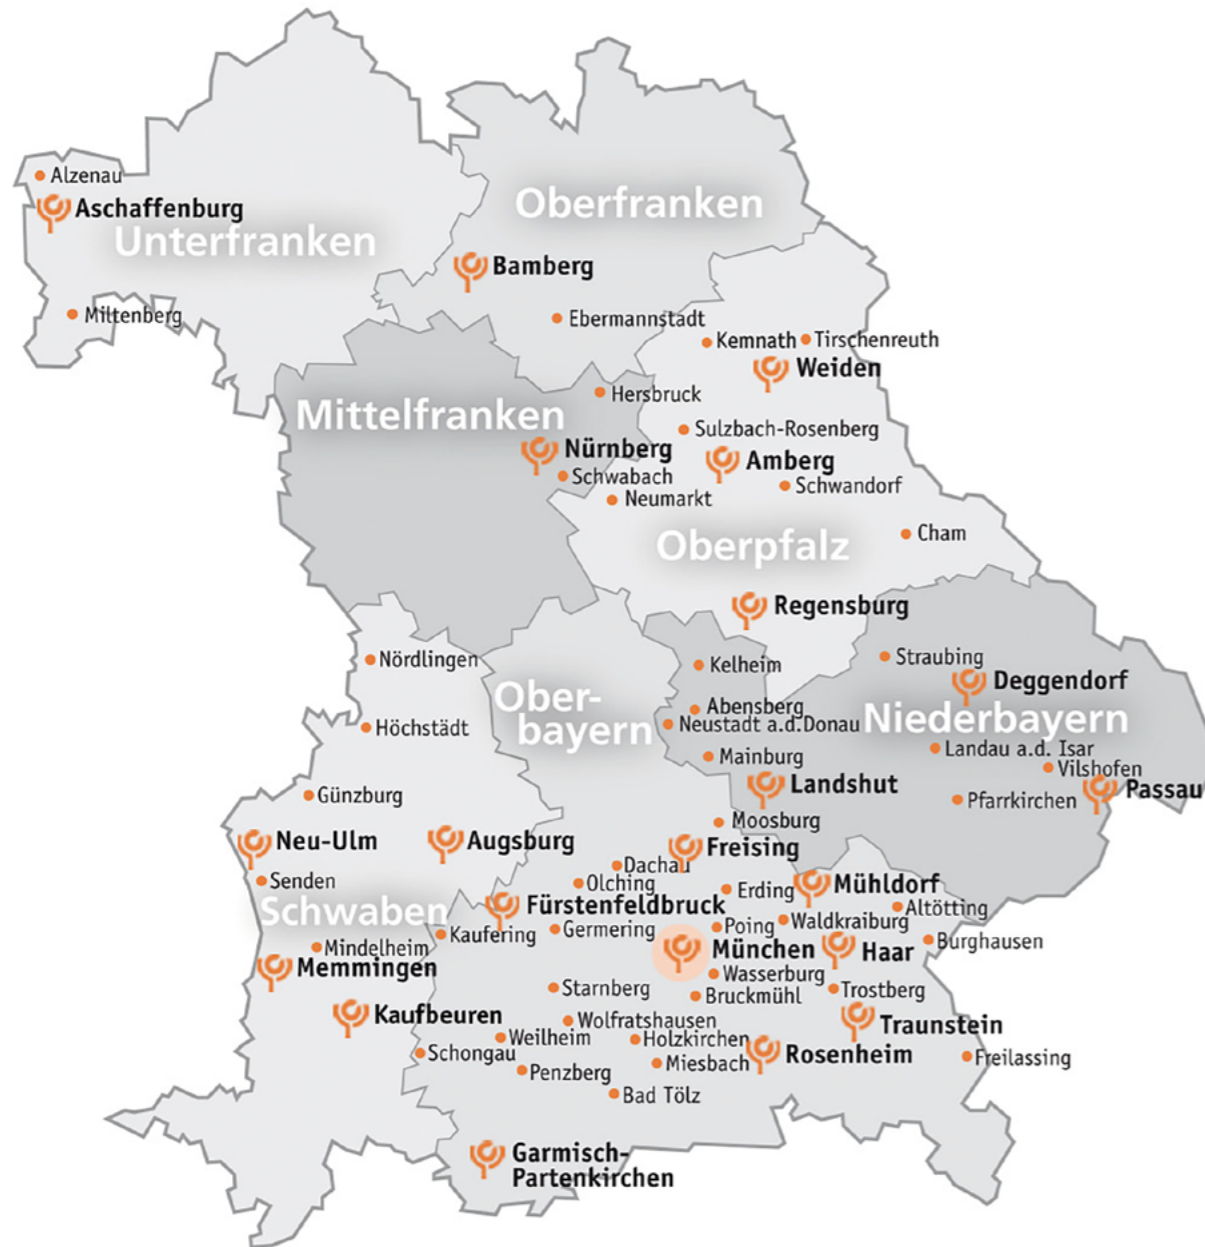 Alzenau
Aschaffenburg
Oberfranken
Unterfranken
Bamberg
Miltenberg
Ebermannstadt
Kemnath
Tirschenreuth
Weiden
Hersbruck
Mittelfranken
Sulzbach-Rosenberg
Nürnberg
Amberg
Schwabach
Schwandorf
Neumarkt
Cham
Oberpfalz
Regensburg
Nördlingen
Kelheim
Straubing
Deggendorf
Ober-
bayern
Abensberg
Neustadt a.d.Donau
Niederbayern
Höchstädt
Mainburg
Landau a.d. Isar
Vilshofen
Günzburg
Landshut
Pfarrkirchen
Passau
Moosburg
Neu-Ulm
Augsburg
Freising
Dachau
Senden
Olching
Erding
Mühldorf
Schwaben
Fürstenfeldbruck
Altötting
Kaufering
Germering
Poing
Waldkraiburg
Mindelheim
München
Haar
Burghausen
Memmingen
Wasserburg
Starnberg
Bruckmühl
Trostberg
Kaufbeuren
Wolfratshausen
Traunstein
Weilheim
Holzkirchen
Schongau
Miesbach
Rosenheim
Freilassing
Penzberg
Bad Tölz
Garmisch-
Partenkirchen